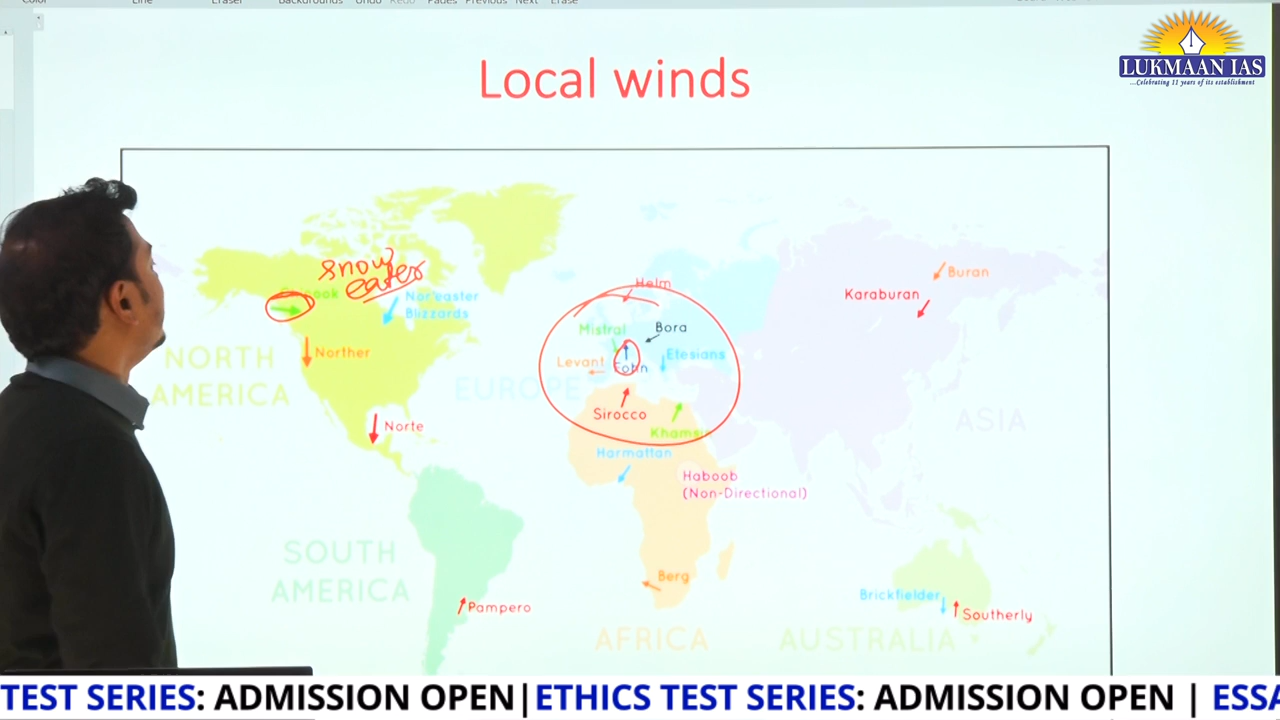 Color Line Eraser Backgrounds Undo Redo Pages Previous Next Erase
Local winds
LUKMAAN IAS
...Celebrating 11 years of its establishment
snow
eater
Helm
Buran
Karaburan
Nor'easter
Blizzards
Mistral
Bora
NORTH
AMERICA
Norther
Levant
Fohn
Etesians
EUROPE
Sirocco
ASIA
Norte
Khamsin
Harmattan
Haboob
(Non-Directional)
SOUTH
AMERICA
Berg
Pampero
Brickfielder
Southerly
AFRICA
AUSTRALIA
TEST SERIES: ADMISSION OPEN|ETHICS TEST SERIES: ADMISSION OPEN | ESSA